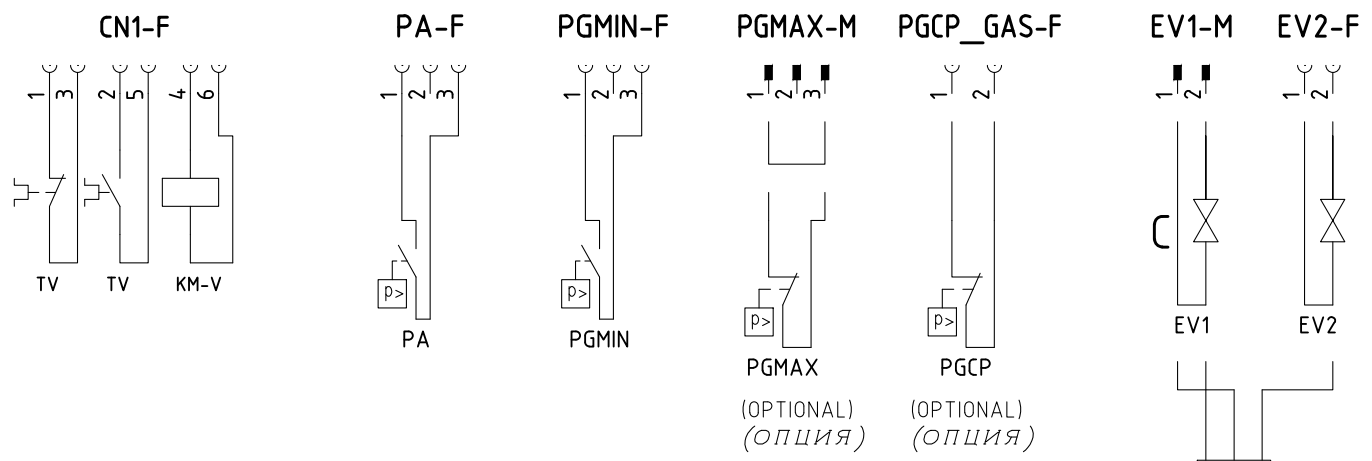 CN1-F PA-F PGMIN-F PGMAX-M PGCP_GAS-F EV1-M EV2-F
1 3 2 5 4 6 1 2 3 1 2 3 1 2 3 1 2 1 2 1 2
C
p> p> p> p>
TV TV KM-V PA PGMIN PGMAX PGCP EV1 EV2
(OPTIONAL) (OPTIONAL)
(ОПЦИЯ) (ОПЦИЯ)